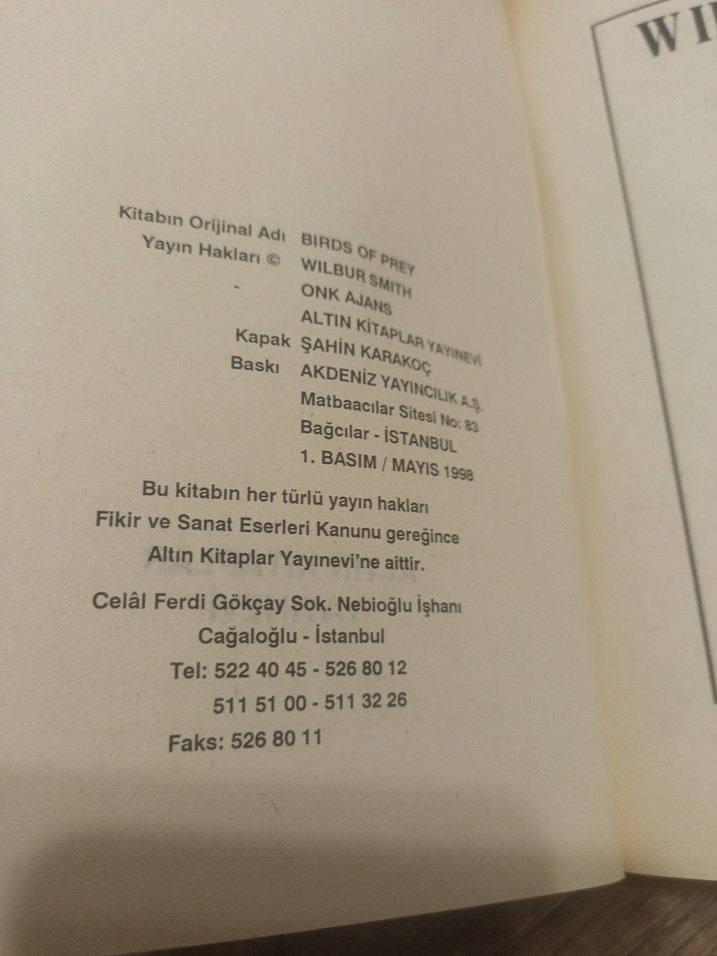 Kitabın Orijinal Adı BIRDS OF PREY
Yayın Hakları © WILBUR SMITH
ONK AJANS
ALTIN KİTAPLAR YAYINEVİ
Kapak ŞAHİN KARAKOÇ
Baskı AKDENİZ YAYINCILIK A.Ş.
Matbaacılar Sitesi No: 83
Bağcılar - İSTANBUL
1. BASIM / MAYIS 1998
Bu kitabın her türlü yayın hakları
Fikir ve Sanat Eserleri Kanunu gereğince
Altın Kitaplar Yayınevi'ne aittir.
Celâl Ferdi Gökçay Sok. Nebioğlu İşhanı
Cağaloğlu - İstanbul
Tel: 522 40 45 - 526 80 12
511 51 00 - 511 32 26
Faks: 526 80 11